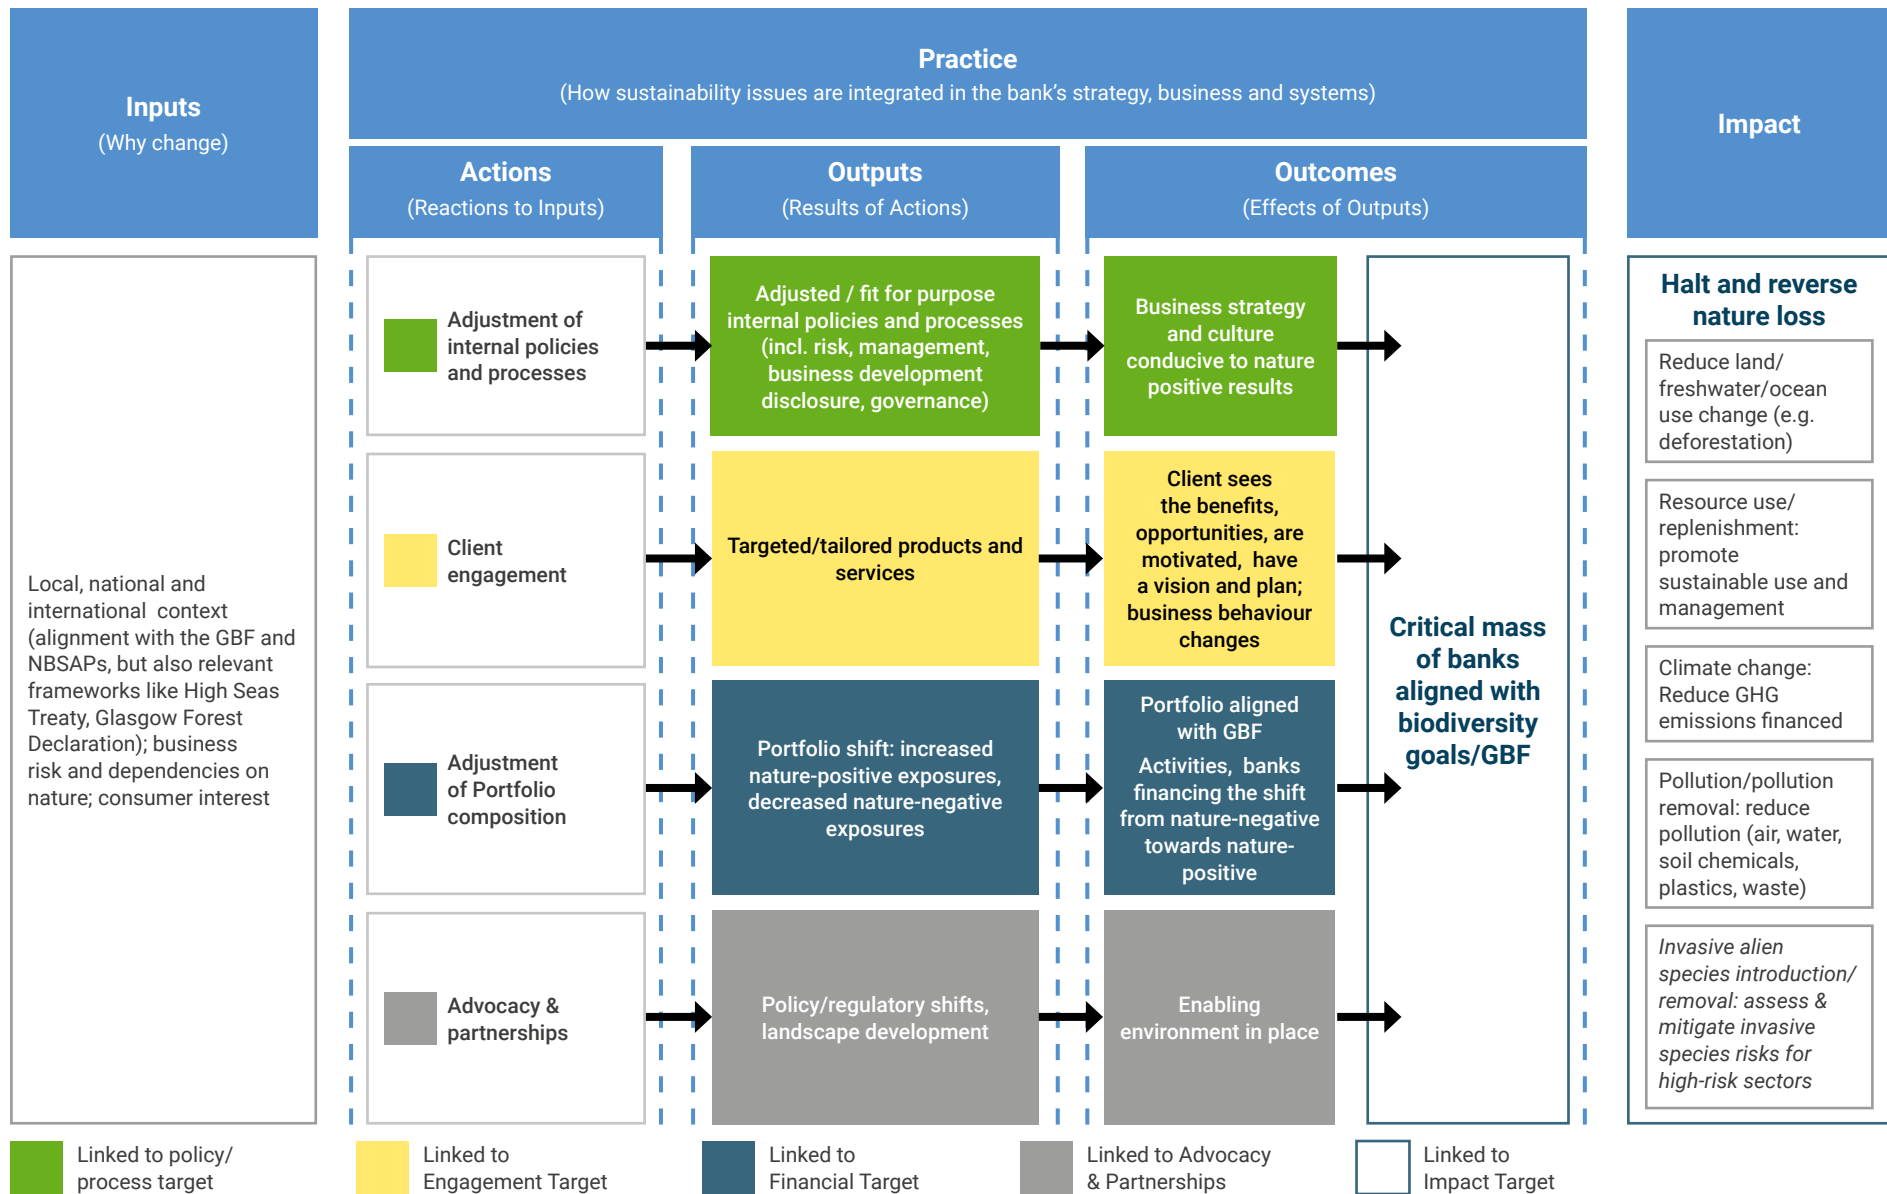 Inputs
(Why change)
Practice
(How sustainability issues are integrated in the bank's strategy, business and systems)
Impact
Actions
(Reactions to Inputs)
Outputs
(Results of Actions)
Outcomes
(Effects of Outputs)
Local, national and
international context
(alignment with the GBF and
NBSAPs, but also relevant
frameworks like High Seas
Treaty, Glasgow Forest
Declaration); business
risk and dependencies on
nature; consumer interest
Adjustment of
internal policies
and processes
Adjusted / fit for purpose
internal policies and processes
(incl. risk, management,
business development
disclosure, governance)
Business strategy
and culture
conducive to nature
positive results
Client
engagement
Targeted/tailored products and
services
Client sees
the benefits,
opportunities, are
motivated, have
a vision and plan;
business behaviour
changes
Adjustment
of Portfolio
composition
Portfolio shift: increased
nature-positive exposures,
decreased nature-negative
exposures
Portfolio aligned
with GBF
Activities, banks
financing the shift
from nature-negative
towards nature-
positive
Advocacy &
partnerships
Policy/regulatory shifts,
landscape development
Enabling
environment in place
Critical mass
of banks
aligned with
biodiversity
goals/GBF
Halt and reverse
nature loss
Reduce land/
freshwater/ocean
use change (e.g.
deforestation)
Resource use/
replenishment:
promote
sustainable use and
management
Climate change:
Reduce GHG
emissions financed
Pollution/pollution
removal: reduce
pollution (air, water,
soil chemicals,
plastics, waste)
Invasive alien
species introduction/
removal: assess &
mitigate invasive
species risks for
high-risk sectors
Linked to policy/
process target
Linked to
Engagement Target
Linked to
Financial Target
Linked to Advocacy
& Partnerships
Linked to
Impact Target